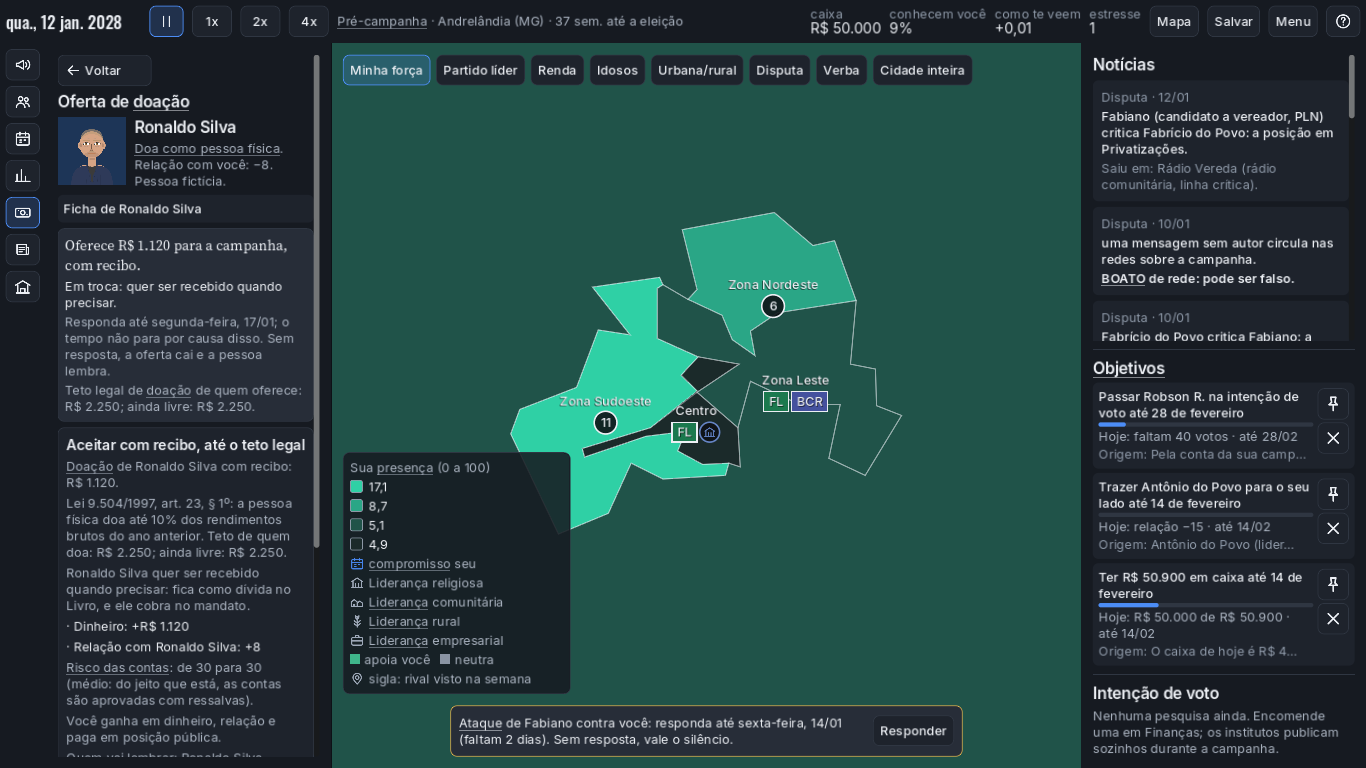 qua., 12 jan. 2028
1x
2x
4x
Pré-campanha · Andrelândia (MG) · 37 sem. até a eleição
caixa
R$ 50.000
conhecem você
9%
como te veem
+0,01
estresse
1
Mapa
Salvar
Menu
Voltar
Oferta de doação
Ronaldo Silva
Doa como pessoa física.
Relação com você: −8.
Pessoa fictícia.
Ficha de Ronaldo Silva
Oferece R$ 1.120 para a campanha,
com recibo.
Em troca: quer ser recebido quando
precisar.
Responda até segunda-feira, 17/01; o
tempo não para por causa disso. Sem
resposta, a oferta cai e a pessoa
lembra.
Teto legal de doação de quem oferece:
R$ 2.250; ainda livre: R$ 2.250.
Aceitar com recibo, até o teto legal
Doação de Ronaldo Silva com recibo:
R$ 1.120.
Lei 9.504/1997, art. 23, § 1º: a pessoa
física doa até 10% dos rendimentos
brutos do ano anterior. Teto de quem
doa: R$ 2.250; ainda livre: R$ 2.250.
Ronaldo Silva quer ser recebido
quando precisar: fica como dívida no
Livro, e ele cobra no mandato.
· Dinheiro: +R$ 1.120
· Relação com Ronaldo Silva: +8
Risco das contas: de 30 para 30
(médio: do jeito que está, as contas
são aprovadas com ressalvas).
Você ganha em dinheiro, relação e
paga em posição pública.
Quem vai lembrar: Ronaldo Silva
Minha força
Partido líder
Renda
Idosos
Urbana/rural
Disputa
Verba
Cidade inteira
Zona Nordeste
6
Zona Leste
FL
BCR
Zona Sudoeste
11
Centro
FL
Sua presença (0 a 100)
17,1
8,7
5,1
4,9
compromisso seu
Liderança religiosa
Liderança comunitária
Liderança rural
Liderança empresarial
apoia você
neutra
sigla: rival visto na semana
Ataque de Fabiano contra você: responda até sexta-feira, 14/01
(faltam 2 dias). Sem resposta, vale o silêncio.
Responder
Notícias
Disputa · 12/01
Fabiano (candidato a vereador, PLN)
critica Fabrício do Povo: a posição em
Privatizações.
Saiu em: Rádio Vereda (rádio
comunitária, linha crítica).
Disputa · 10/01
uma mensagem sem autor circula nas
redes sobre a campanha.
BOATO de rede: pode ser falso.
Disputa · 10/01
Fabrício do Povo critica Fabiano: a
Objetivos
Passar Robson R. na intenção de
voto até 28 de fevereiro
Hoje: faltam 40 votos · até 28/02
Origem: Pela conta da sua camp...
Trazer Antônio do Povo para o seu
lado até 14 de fevereiro
Hoje: relação −15 · até 14/02
Origem: Antônio do Povo (lider...
Ter R$ 50.900 em caixa até 14 de
fevereiro
Hoje: R$ 50.000 de R$ 50.900 ·
até 14/02
Origem: O caixa de hoje é R$ 4...
Intenção de voto
Nenhuma pesquisa ainda. Encomende
uma em Finanças; os institutos publicam
sozinhos durante a campanha.